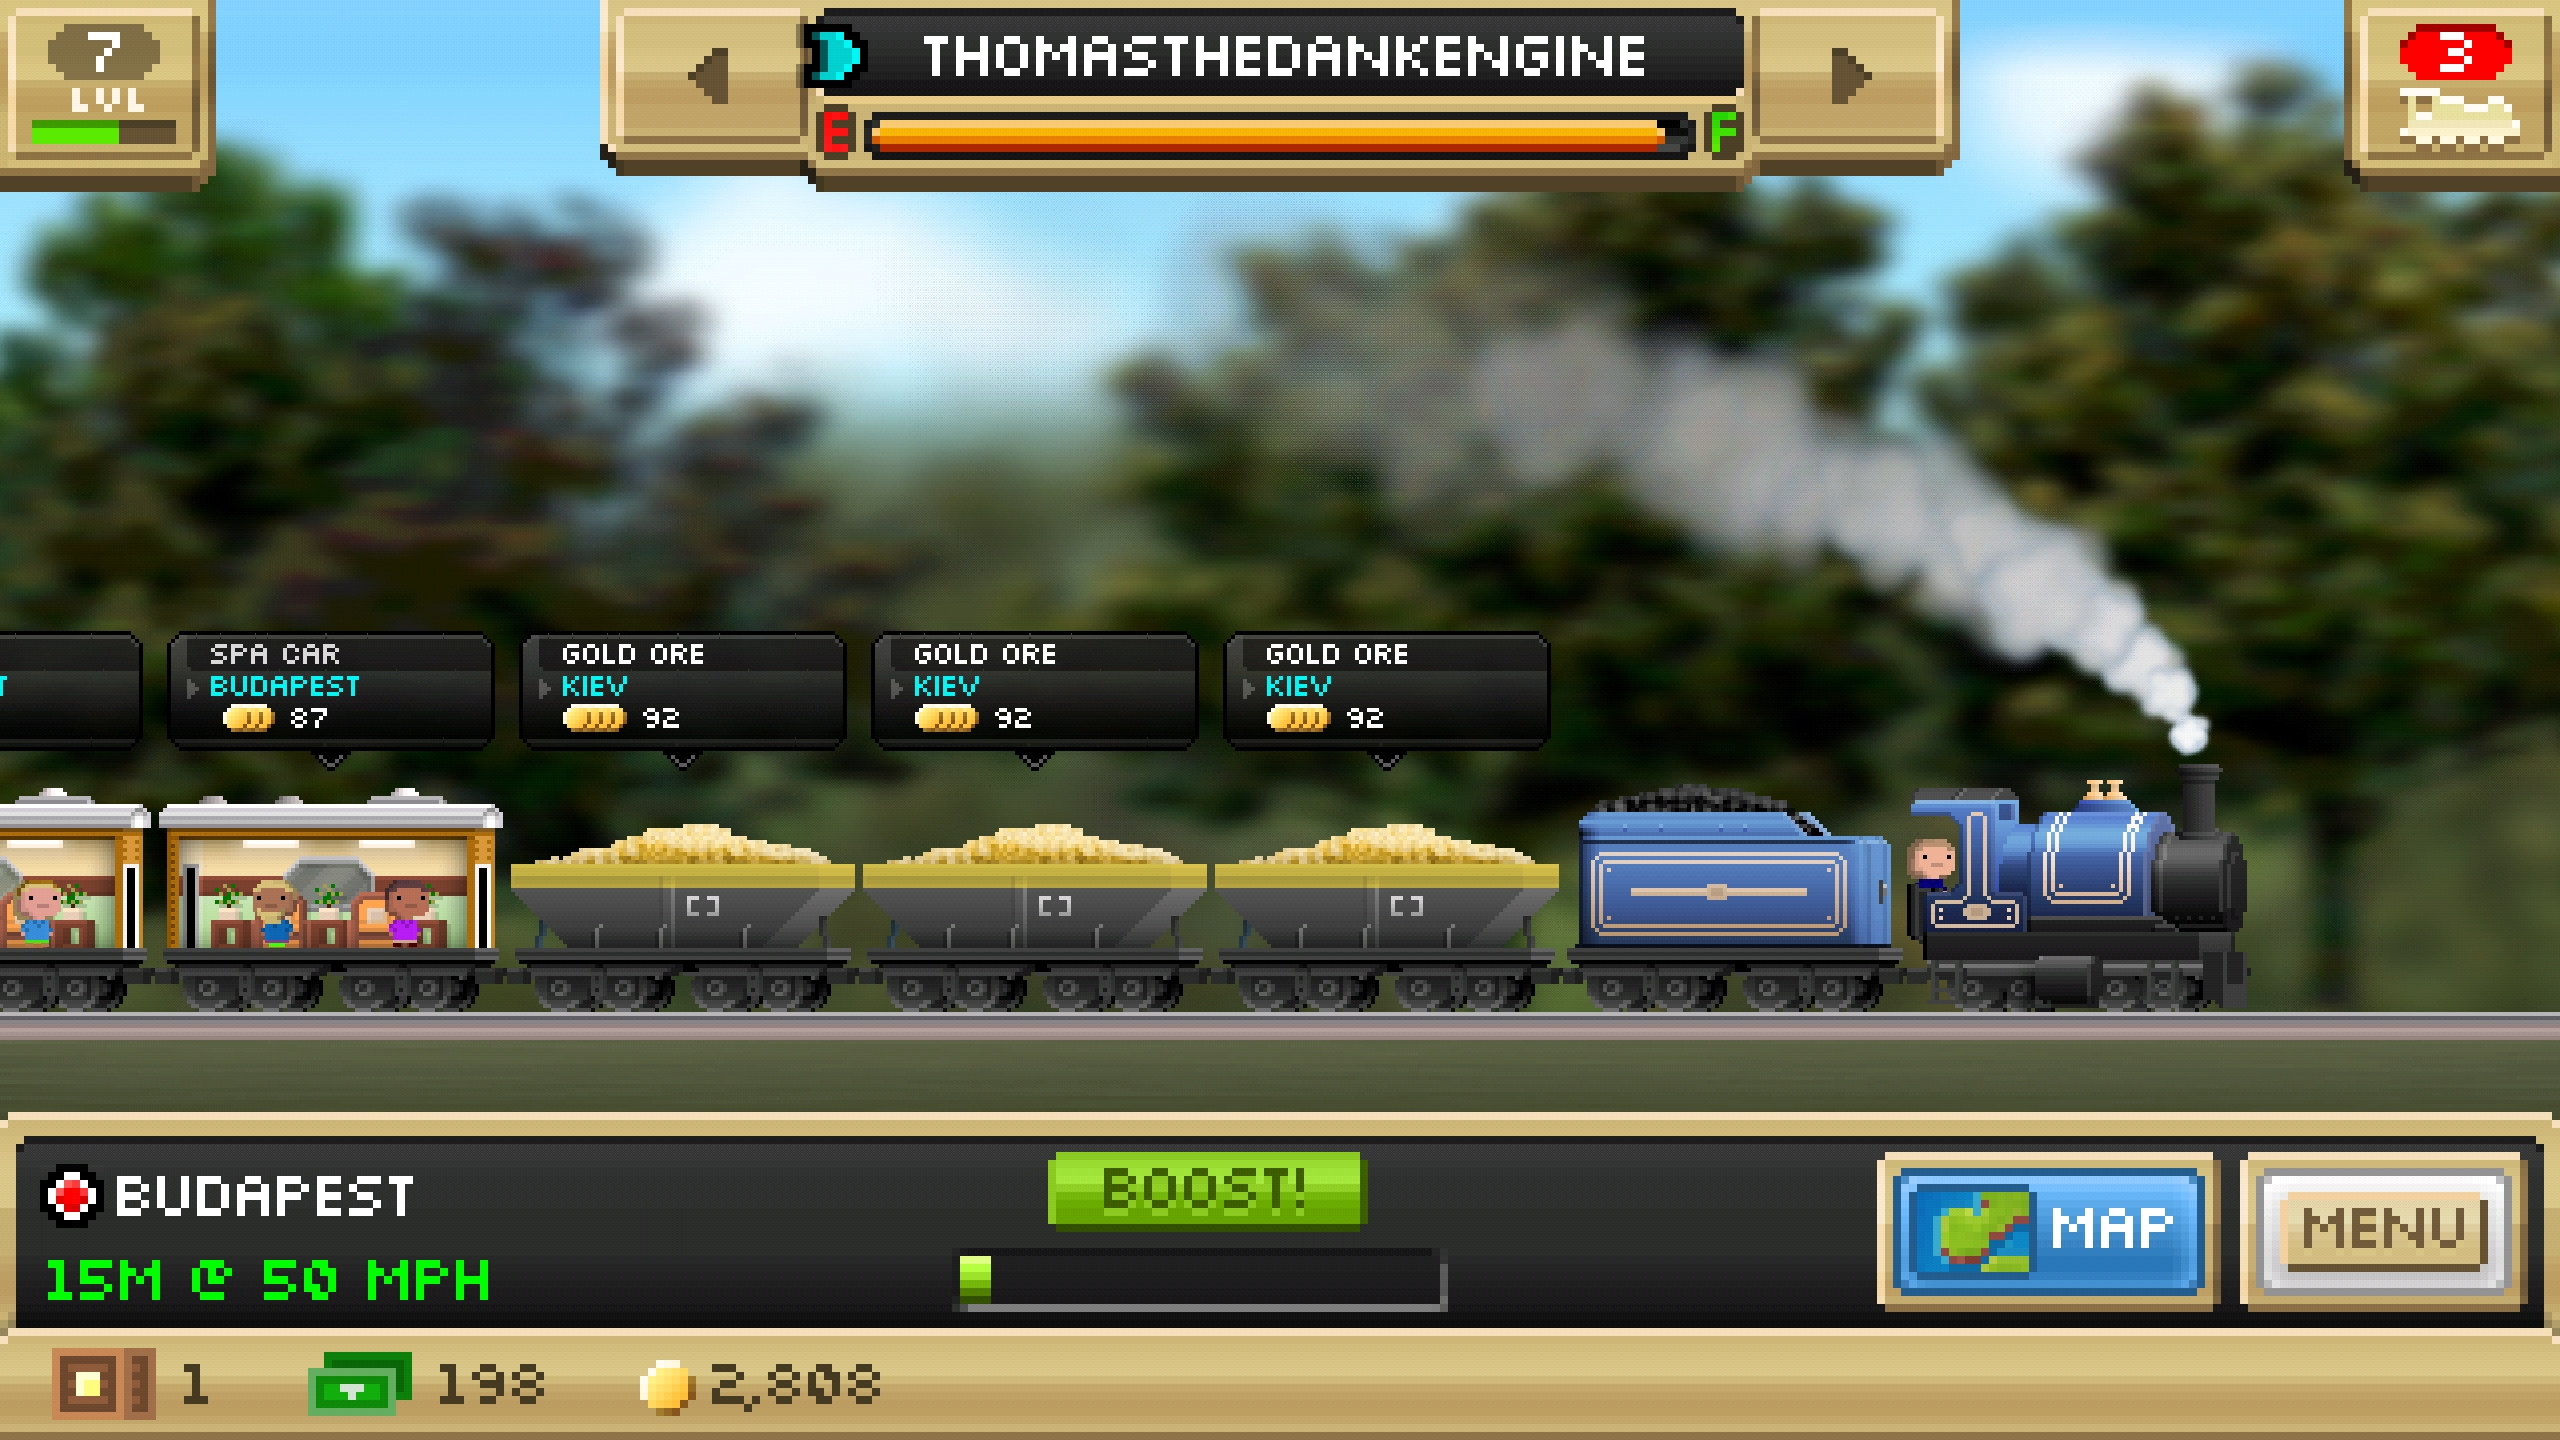 7
LVL
THOMASTHEDANKENGINE
E
F
3
T
SPA CAR
BUDAPEST
87
GOLD ORE
KIEV
92
GOLD ORE
KIEV
92
GOLD ORE
KIEV
92
BUDAPEST
15M @ 50 MPH
BOOST!
MAP
MENU
1
198
2,808